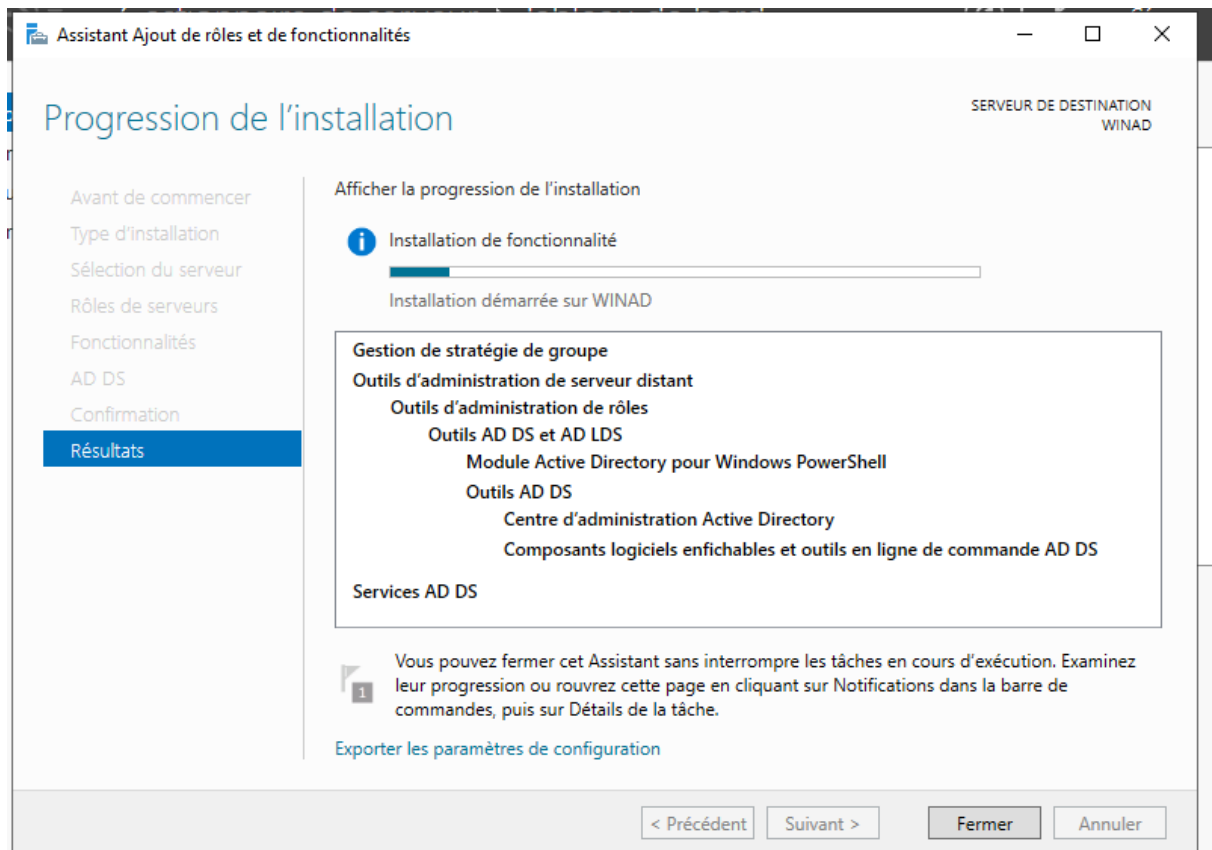 Assistant Ajout de rôles et de fonctionnalités
Progression de l’installation
SERVEUR DE DESTINATION
WINAD
Avant de commencer
Type d'installation
Sélection du serveur
Rôles de serveurs
Fonctionnalités
AD DS
Confirmation
Résultats
Afficher la progression de l’installation
Installation de fonctionnalité
Installation démarrée sur WINAD
Gestion de stratégie de groupe
Outils d’administration de serveur distant
Outils d’administration de rôles
Outils AD DS et AD LDS
Module Active Directory pour Windows PowerShell
Outils AD DS
Centre d’administration Active Directory
Composants logiciels enfichables et outils en ligne de commande AD DS
Services AD DS
1
Vous pouvez fermer cet Assistant sans interrompre les tâches en cours d’exécution. Examinez
leur progression ou rouvrez cette page en cliquant sur Notifications dans la barre de
commandes, puis sur Détails de la tâche.
Exporter les paramètres de configuration
< Précédent
Suivant >
Fermer
Annuler